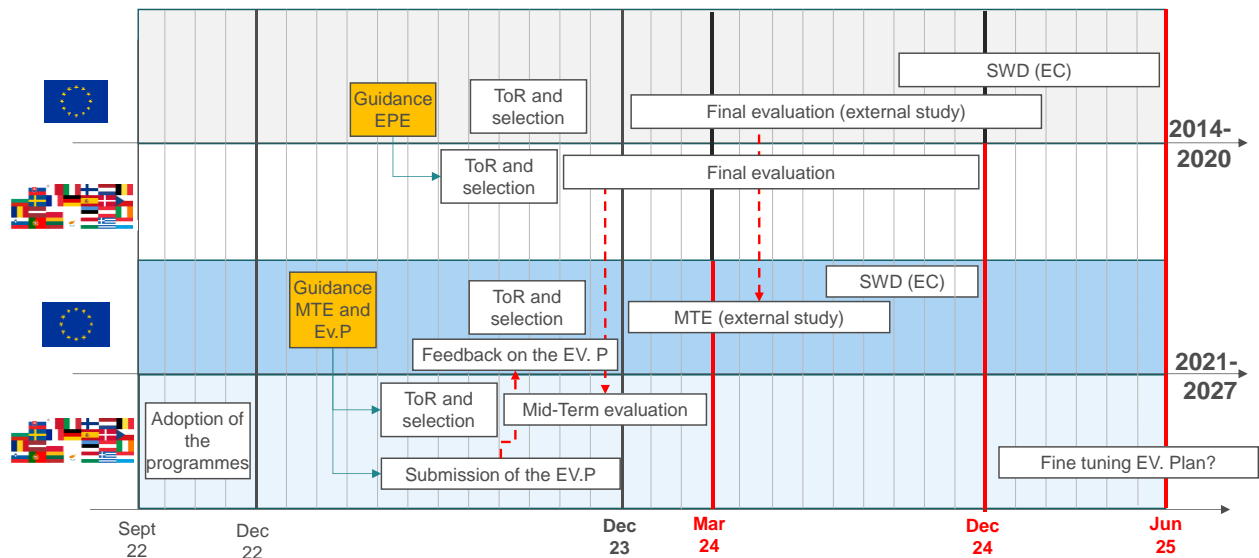 SWD (EC)
Guidance
EPE
ToR and
selection
Final evaluation (external study)
2014-
2020
ToR and
selection
Final evaluation
Guidance
MTE and
Ev.P
ToR and
selection
SWD (EC)
MTE (external study)
Feedback on the EV. P
2021-
2027
Adoption of
the
programmes
ToR and
selection
Mid-Term evaluation
Submission of the EV.P
Fine tuning EV. Plan?
Sept
22
Dec
22
Dec
23
Mar
24
Dec
24
Jun
25